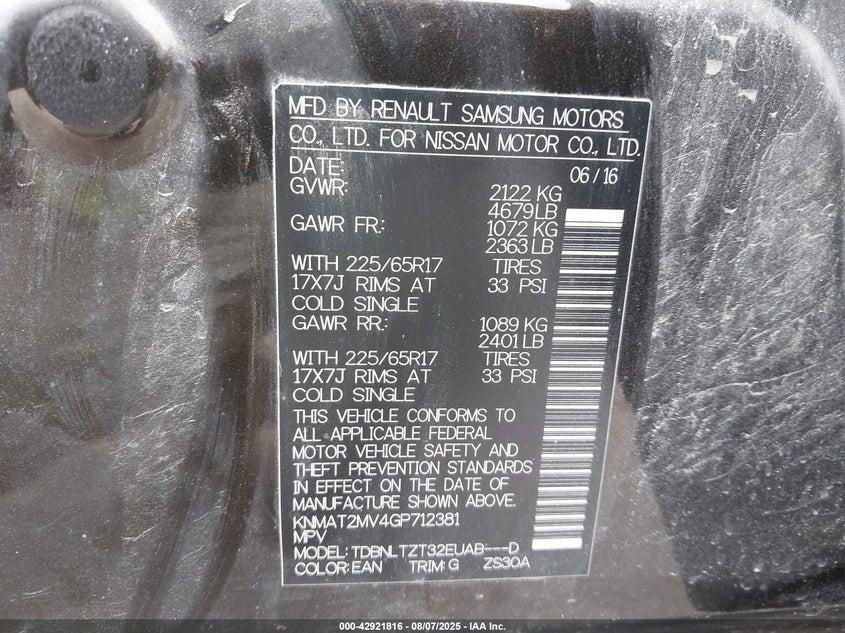 MFD BY RENAULT SAMSUNG MOTORS
CO., LTD. FOR NISSAN MOTOR CO., LTD.
DATE: 06/16
GVWR: 2122 KG
4679 LB
GAWR FR: 1072 KG
2363 LB
WITH 225/65R17 TIRES
17X7J RIMS AT 33 PSI
COLD SINGLE
GAWR RR: 1089 KG
2401 LB
WITH 225/65R17 TIRES
17X7J RIMS AT 33 PSI
COLD SINGLE
THIS VEHICLE CONFORMS TO
ALL APPLICABLE FEDERAL
MOTOR VEHICLE SAFETY AND
THEFT PREVENTION STANDARDS
IN EFFECT ON THE DATE OF
MANUFACTURE SHOWN ABOVE.
KNMAT2MV4GP712381
MPV
MODEL: TDBNLTZT32EUAB---D
COLOR: EAN TRIM: G ZS30A
000-42921816 - 08/07/2025 - IAA Inc.